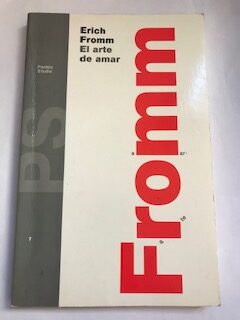 Paidós
Studio
PS
T
Erich
Fromm
El arte
de amar
Fromm